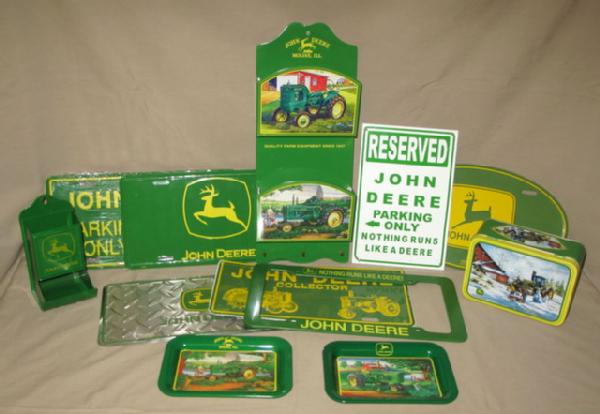 JOHN DEERE
MOLINE, ILL.
QUALITY FARM EQUIPMENT SINCE 1837
RESERVED
JOHN
DEERE
PARKING
ONLY
NOTHING RUNS
LIKE A DEERE
JOHN
PARKING
ONLY
JOHN DEERE
JOHN
NOTHING RUNS LIKE A DEERE
JOHN DEERE
COLLECTOR
JOHN DEERE